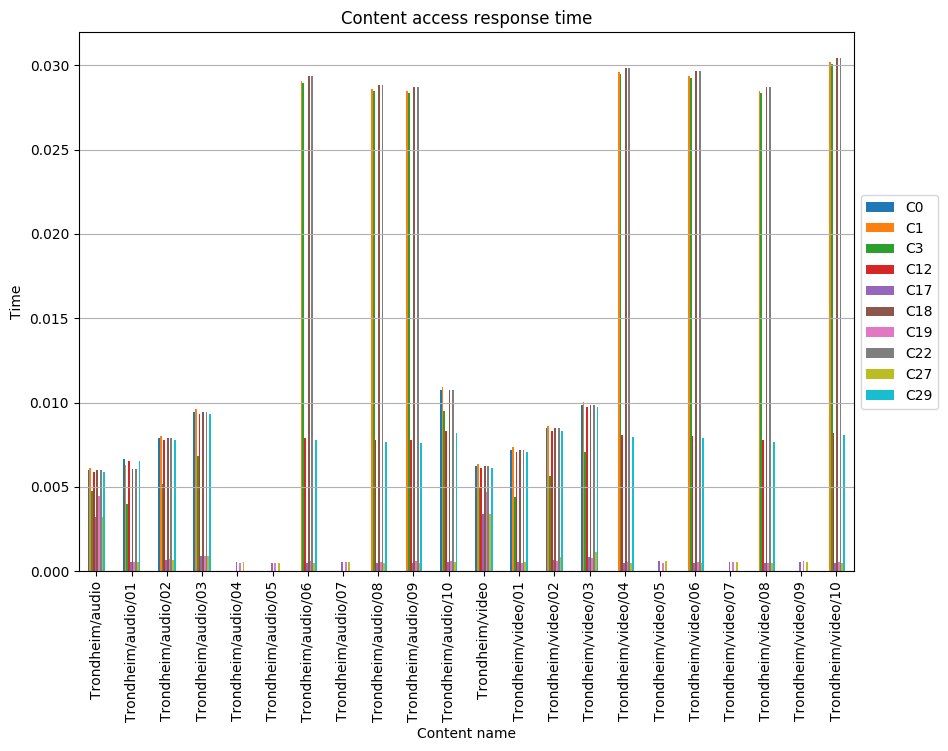 Content access response time
0.030
0.025
0.020
0.015
0.010
0.005
0.000
Time
C0
C1
C3
C12
C17
C18
C19
C22
C27
C29
Trondheim/audio
Trondheim/audio/01
Trondheim/audio/02
Trondheim/audio/03
Trondheim/audio/04
Trondheim/audio/05
Trondheim/audio/06
Trondheim/audio/07
Trondheim/audio/08
Trondheim/audio/09
Trondheim/audio/10
Trondheim/video
Trondheim/video/01
Trondheim/video/02
Trondheim/video/03
Trondheim/video/04
Trondheim/video/05
Trondheim/video/06
Trondheim/video/07
Trondheim/video/08
Trondheim/video/09
Trondheim/video/10
Content name